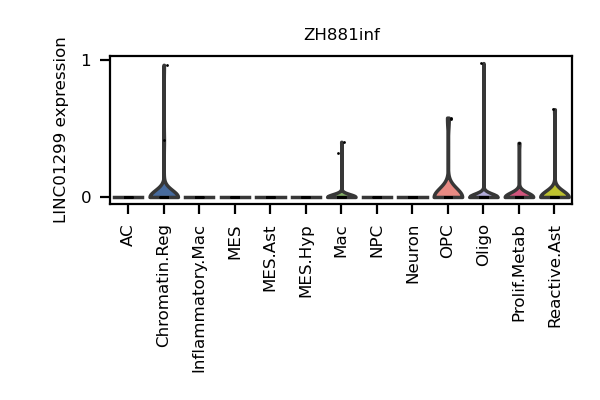 ZH881inf
LINC01299 expression
1
0
AC
Chromatin.Reg
Inflammatory.Mac
MES
MES.Ast
MES.Hyp
Mac
NPC
Neuron
OPC
Oligo
Prolif.Metab
Reactive.Ast